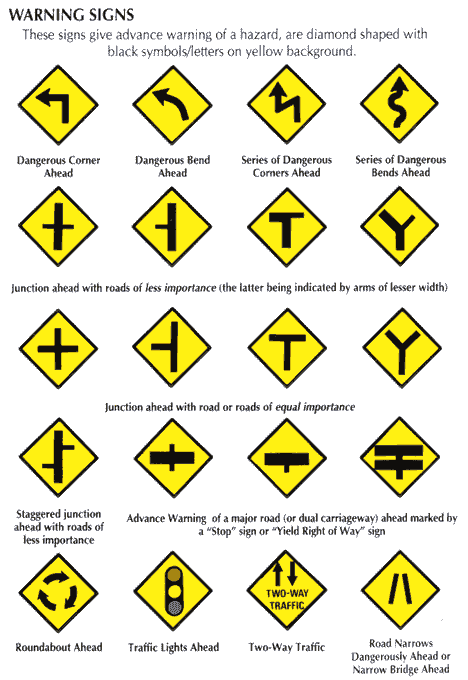 WARNING SIGNS
These signs give advance warning of a hazard, are diamond shaped with
black symbols/letters on yellow background.
Dangerous Corner
Ahead
Dangerous Bend
Ahead
Series of Dangerous
Corners Ahead
Series of Dangerous
Bends Ahead
Junction ahead with roads of less importance (the latter being indicated by arms of lesser width)
Junction ahead with road or roads of equal importance
Staggered junction
ahead with roads of
less importance
Advance Warning of a major road (or dual carriageway) ahead marked by
a "Stop" sign or "Yield Right of Way" sign
TWO-WAY
TRAFFIC
Roundabout Ahead
Traffic Lights Ahead
Two-Way Traffic
Road Narrows
Dangerously Ahead or
Narrow Bridge Ahead